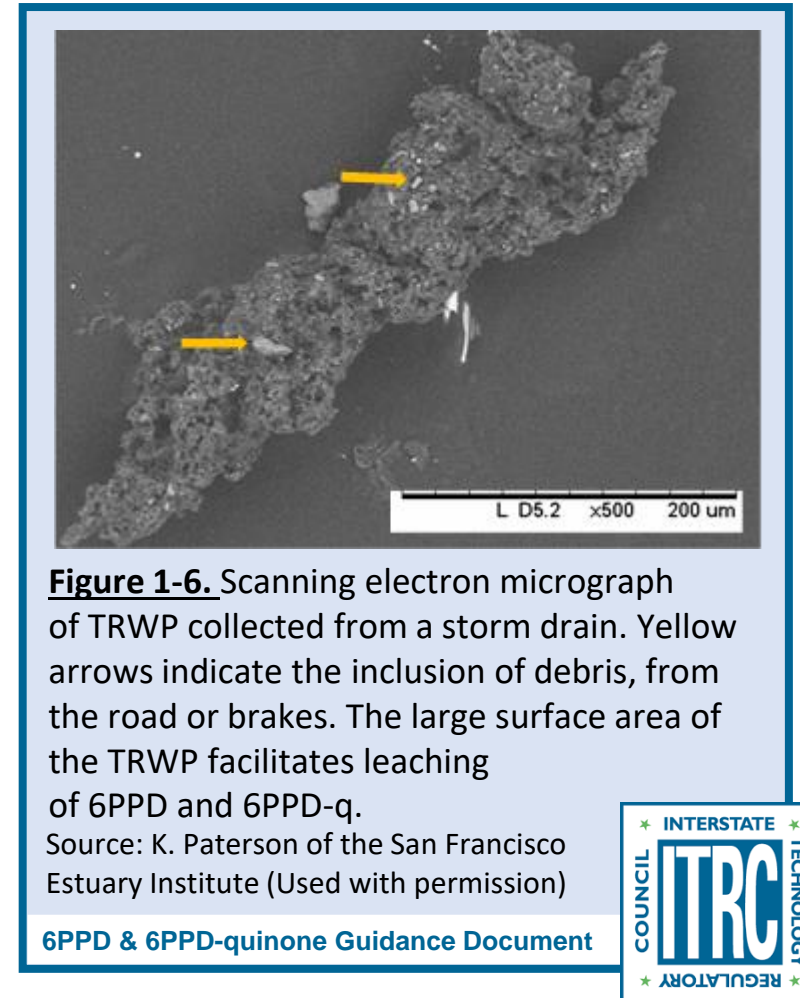 L D5.2 x500 200 um
Figure 1-6. Scanning electron micrograph
of TRWP collected from a storm drain. Yellow
arrows indicate the inclusion of debris, from
the road or brakes. The large surface area of
the TRWP facilitates leaching
of 6PPD and 6PPD-q.
Source: K. Paterson of the San Francisco
Estuary Institute (Used with permission)
6PPD & 6PPD-quinone Guidance Document
INTERSTATE
COUNCIL
ITRC
TECHNOLOGY
REGULATORY